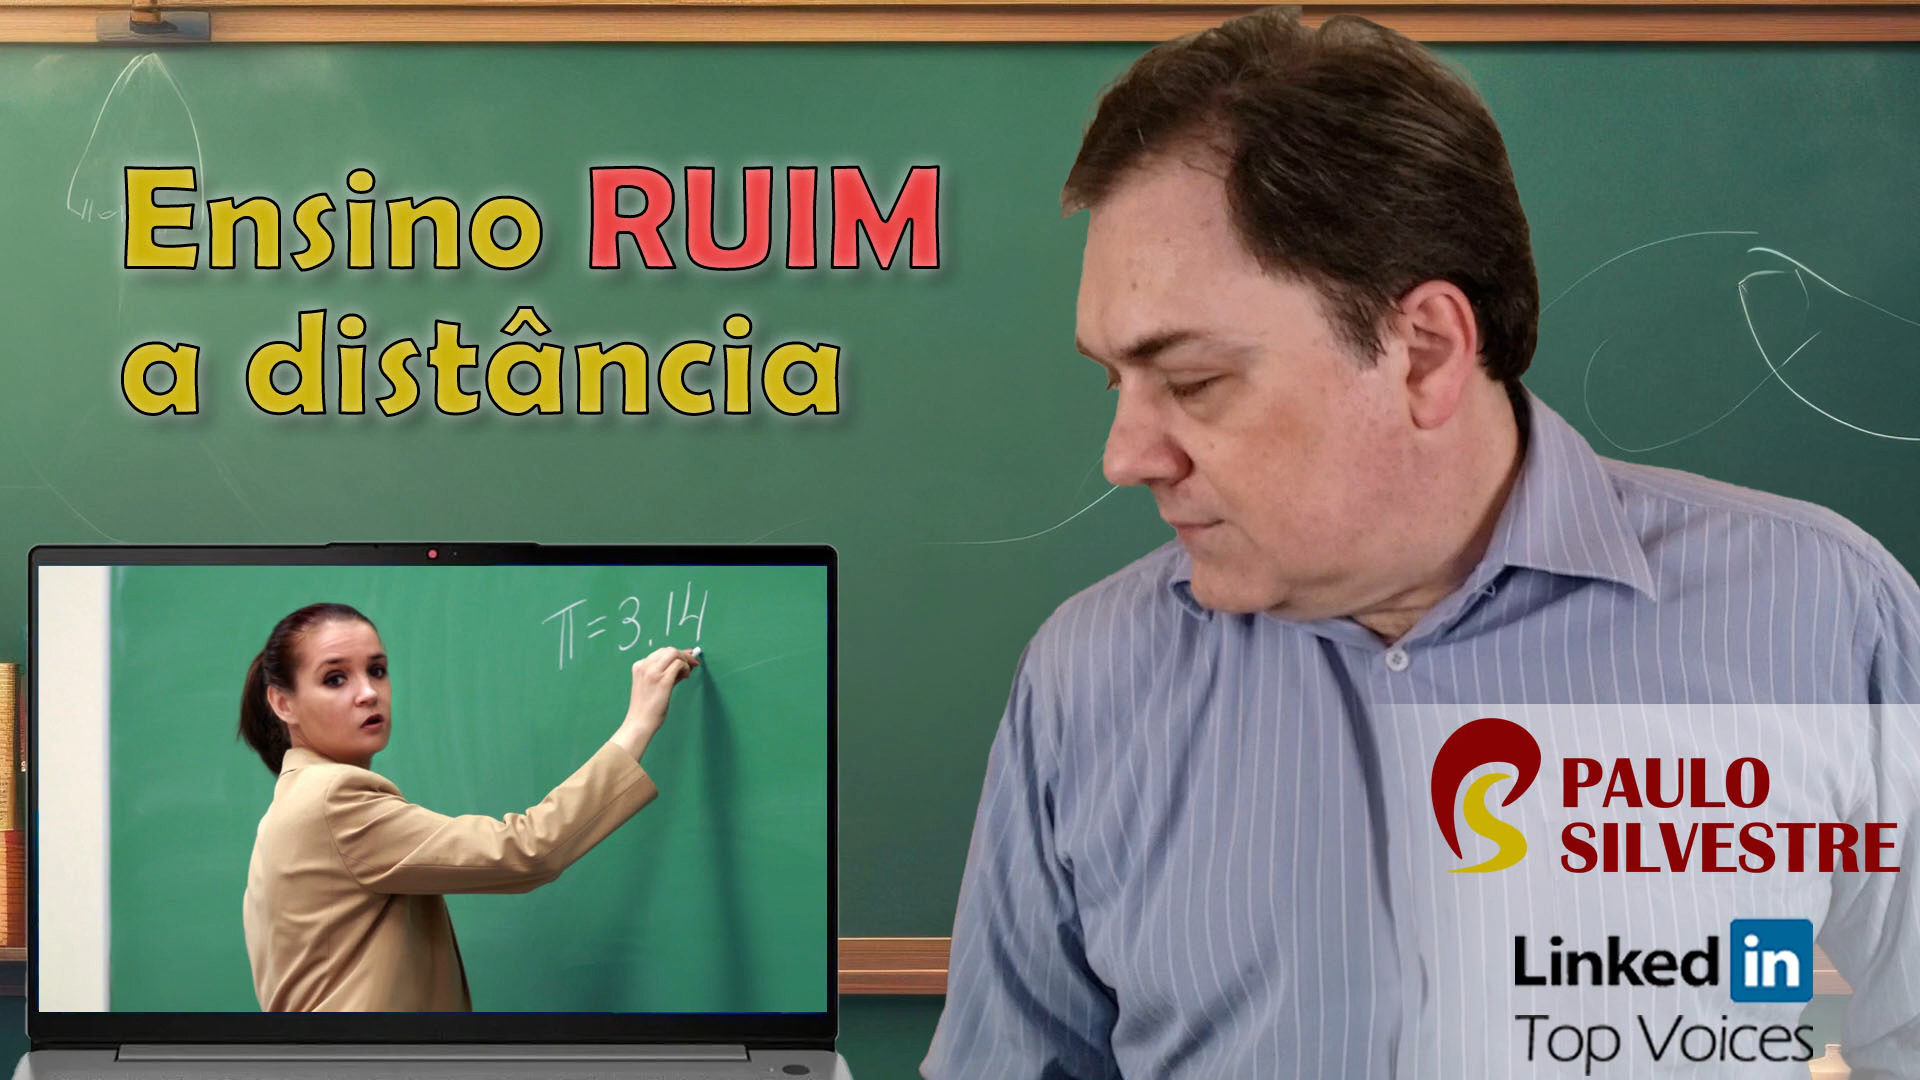 Ensino RUIM
a distância
π=3.14
PAULO
SILVESTRE
Linked in
Top Voices